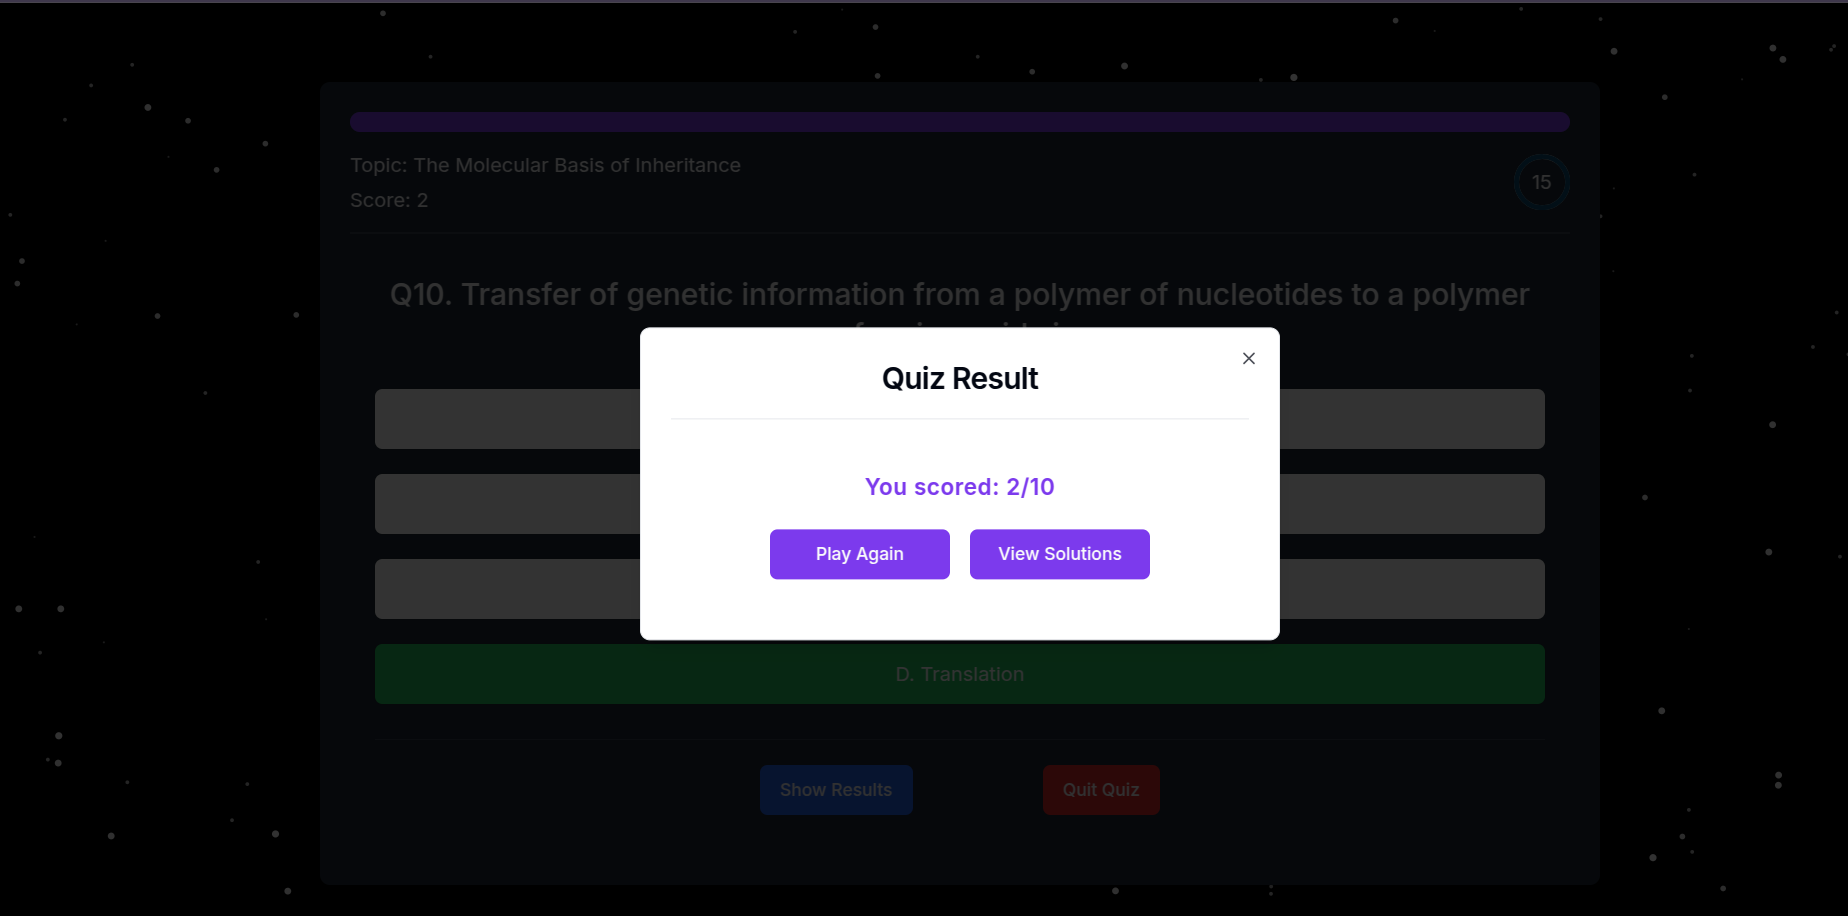 Topic: The Molecular Basis of Inheritance
Score: 2
15
Q10. Transfer of genetic information from a polymer of nucleotides to a polymer
Quiz Result
You scored: 2/10
Play Again
View Solutions
D. Translation
Show Results
Quit Quiz